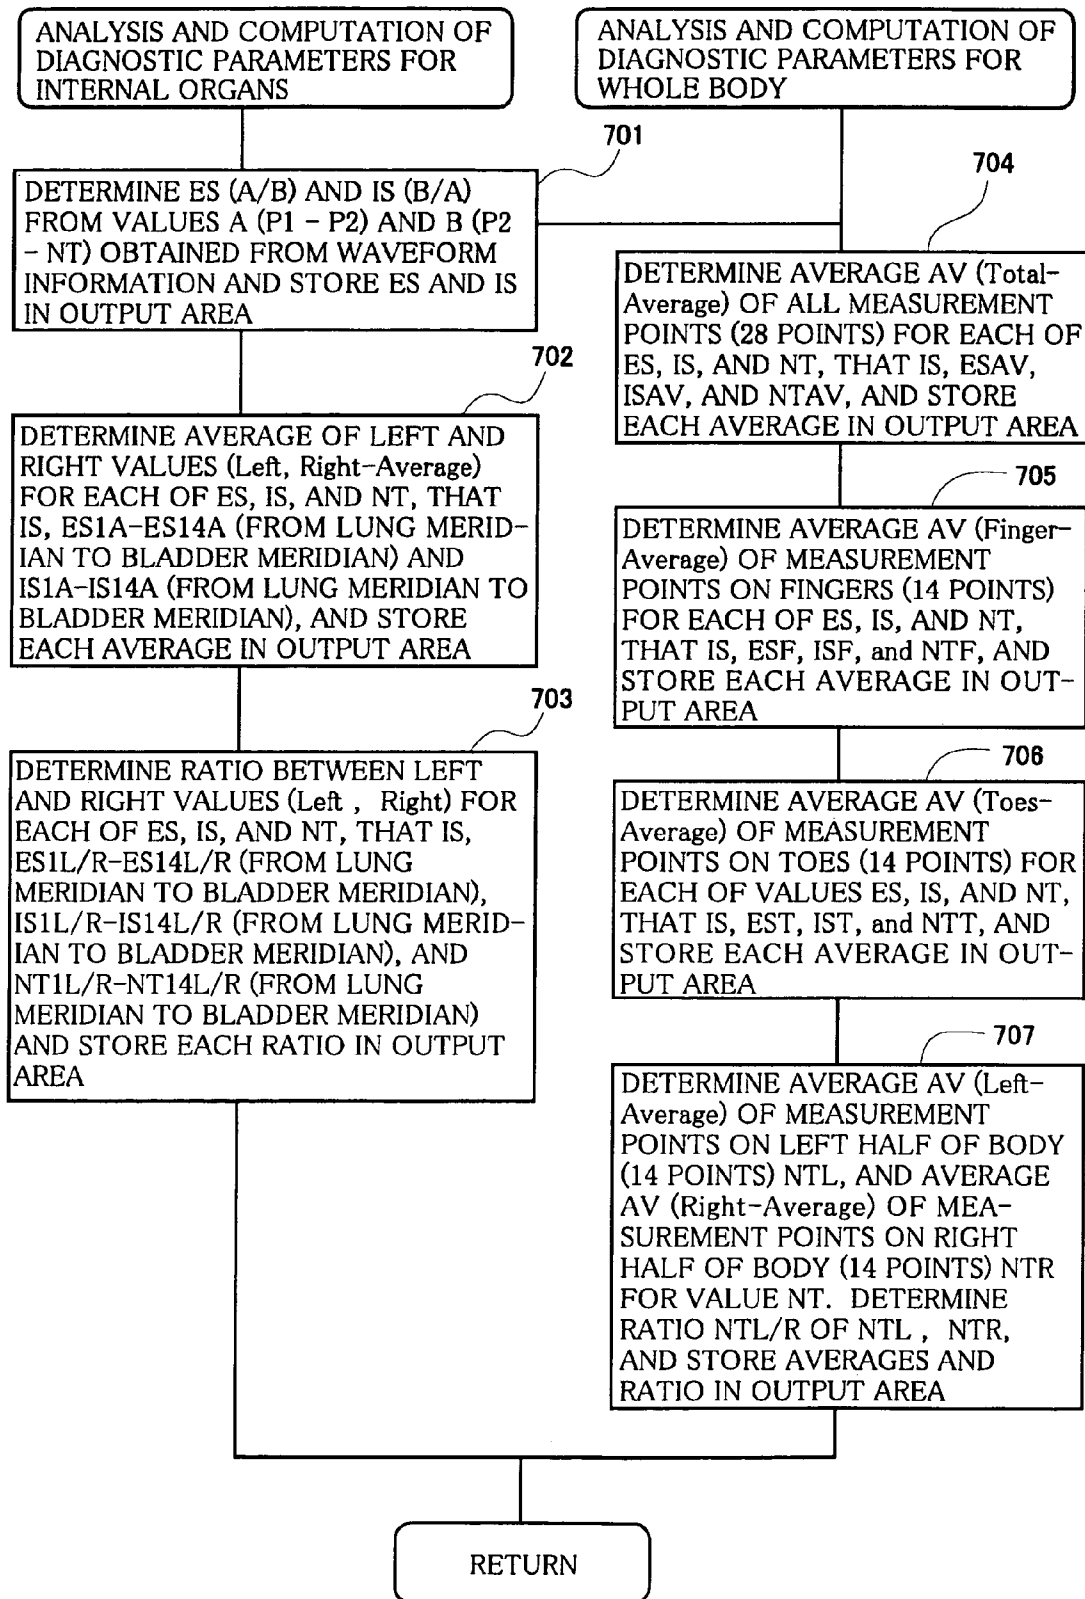 ANALYSIS AND COMPUTATION OF
DIAGNOSTIC PARAMETERS FOR
INTERNAL ORGANS
701
DETERMINE ES (A/B) AND IS (B/A)
FROM VALUES A (P1 - P2) AND B (P2
- NT) OBTAINED FROM WAVEFORM
INFORMATION AND STORE ES AND IS
IN OUTPUT AREA
702
DETERMINE AVERAGE OF LEFT AND
RIGHT VALUES (Left, Right-Average)
FOR EACH OF ES, IS, AND NT, THAT
IS, ES1A-ES14A (FROM LUNG MERID-
IAN TO BLADDER MERIDIAN) AND
IS1A-IS14A (FROM LUNG MERIDIAN TO
BLADDER MERIDIAN), AND STORE
EACH AVERAGE IN OUTPUT AREA
703
DETERMINE RATIO BETWEEN LEFT
AND RIGHT VALUES (Left , Right) FOR
EACH OF ES, IS, AND NT, THAT IS,
ES1L/R-ES14L/R (FROM LUNG
MERIDIAN TO BLADDER MERIDIAN),
IS1L/R-IS14L/R (FROM LUNG MERID-
IAN TO BLADDER MERIDIAN), AND
NT1L/R-NT14L/R (FROM LUNG
MERIDIAN TO BLADDER MERIDIAN)
AND STORE EACH RATIO IN OUTPUT
AREA
ANALYSIS AND COMPUTATION OF
DIAGNOSTIC PARAMETERS FOR
WHOLE BODY
704
DETERMINE AVERAGE AV (Total-
Average) OF ALL MEASUREMENT
POINTS (28 POINTS) FOR EACH OF
ES, IS, AND NT, THAT IS, ESAV,
ISAV, AND NTAV, AND STORE
EACH AVERAGE IN OUTPUT AREA
705
DETERMINE AVERAGE AV (Finger-
Average) OF MEASUREMENT
POINTS ON FINGERS (14 POINTS)
FOR EACH OF ES, IS, AND NT,
THAT IS, ESF, ISF, and NTF, AND
STORE EACH AVERAGE IN OUT-
PUT AREA
706
DETERMINE AVERAGE AV (Toes-
Average) OF MEASUREMENT
POINTS ON TOES (14 POINTS) FOR
EACH OF VALUES ES, IS, AND NT,
THAT IS, EST, IST, and NTT, AND
STORE EACH AVERAGE IN OUT-
PUT AREA
707
DETERMINE AVERAGE AV (Left-
Average) OF MEASUREMENT
POINTS ON LEFT HALF OF BODY
(14 POINTS) NTL, AND AVERAGE
AV (Right-Average) OF MEA-
SUREMENT POINTS ON RIGHT
HALF OF BODY (14 POINTS) NTR
FOR VALUE NT. DETERMINE
RATIO NTL/R OF NTL , NTR,
AND STORE AVERAGES AND
RATIO IN OUTPUT AREA
RETURN